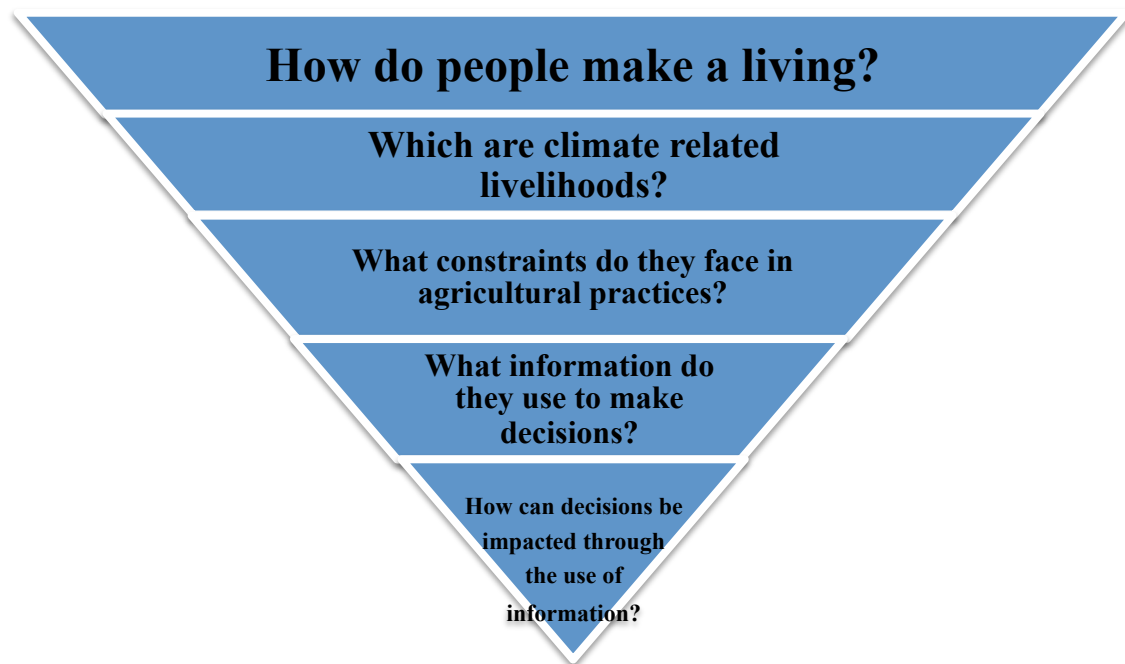 How do people make a living?
Which are climate related
livelihoods?
What constraints do they face in
agricultural practices?
What information do
they use to make
decisions?
How can decisions be
impacted through
the use of
information?